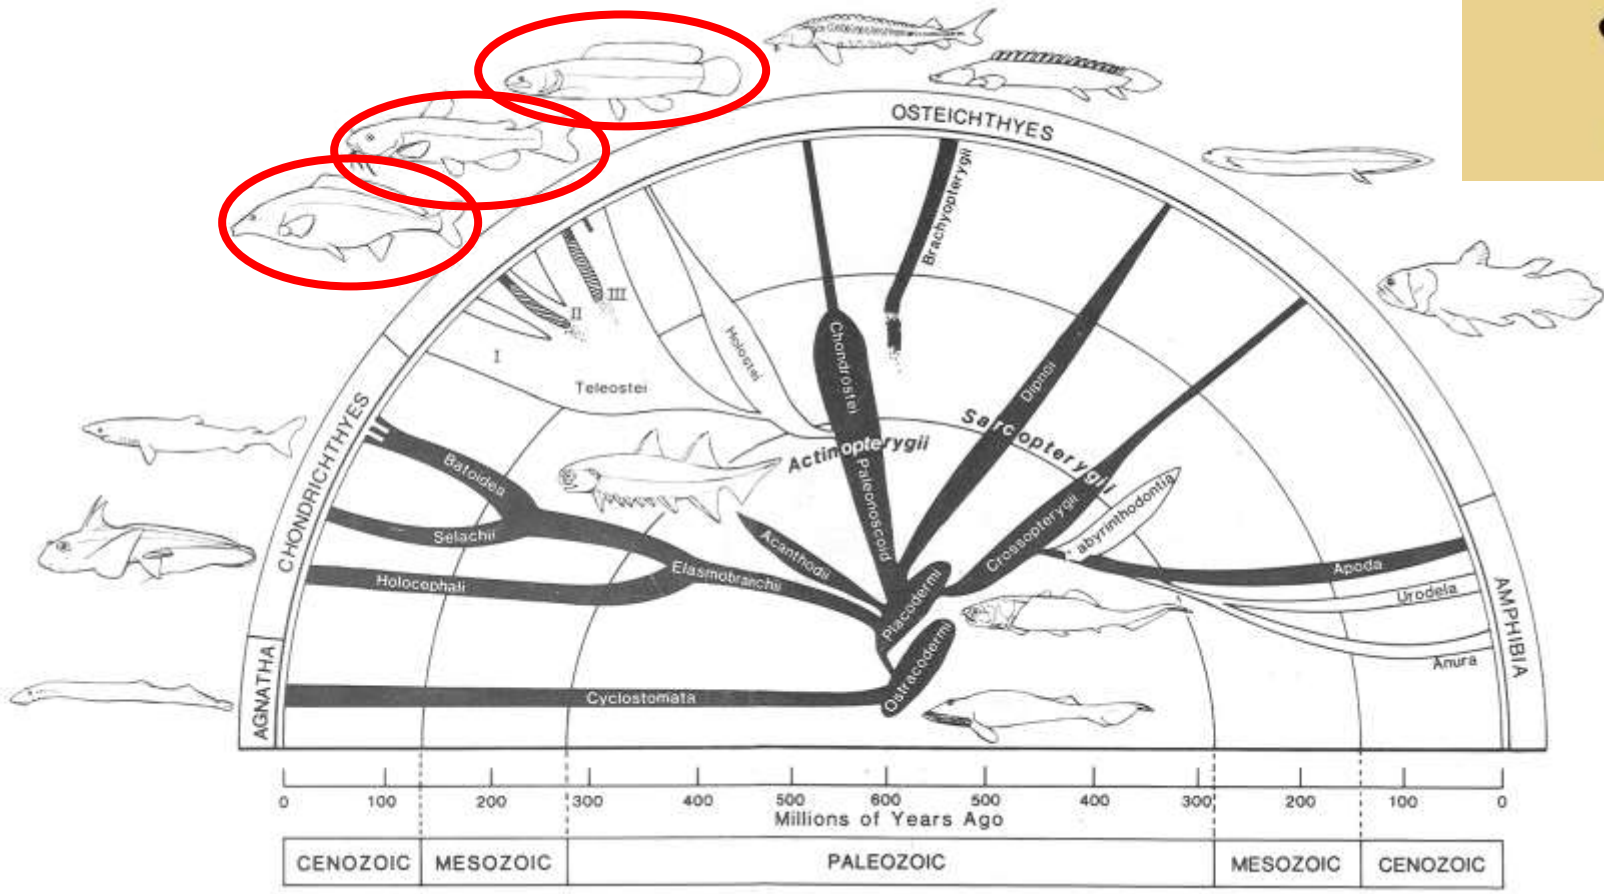 OSTEICHTHYES
CHONDRICHTHYES
AGNATHA
AMPHIBIA
Brachyopterygii
III
II
I
Holostei
Teleostei
Chondrostei
Dipnoi
Sarcopterygii
Actinopterygii
Paleonoscoid
Batoidea
Selachii
Holocephali
Elasmobranchii
Acanthodii
Crossopterygii
abyrinthodontia
Placodermi
Ostracodermi
Apoda
Urodela
Anura
Cyclostomata
0 100 200 300 400 500 600 500 400 300 200 100 0
Millions of Years Ago
CENOZOIC MESOZOIC PALEOZOIC MESOZOIC CENOZOIC